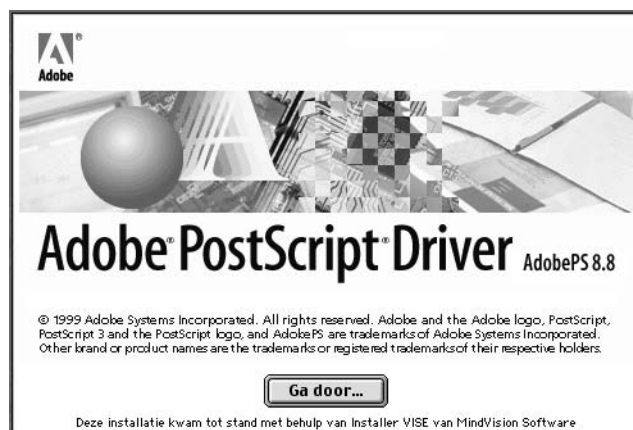 Adobe
Adobe® PostScript® Driver AdobePS 8.8
© 1999 Adobe Systems Incorporated. All rights reserved. Adobe and the Adobe logo, PostScript,
PostScript 3 and the PostScript logo, and AdobePS are trademarks of Adobe Systems Incorporated.
Other brand or product names are the trademarks or registered trademarks of their respective holders.
Ga door...
Deze installatie kwam tot stand met behulp van Installer VISE van MindVision Software